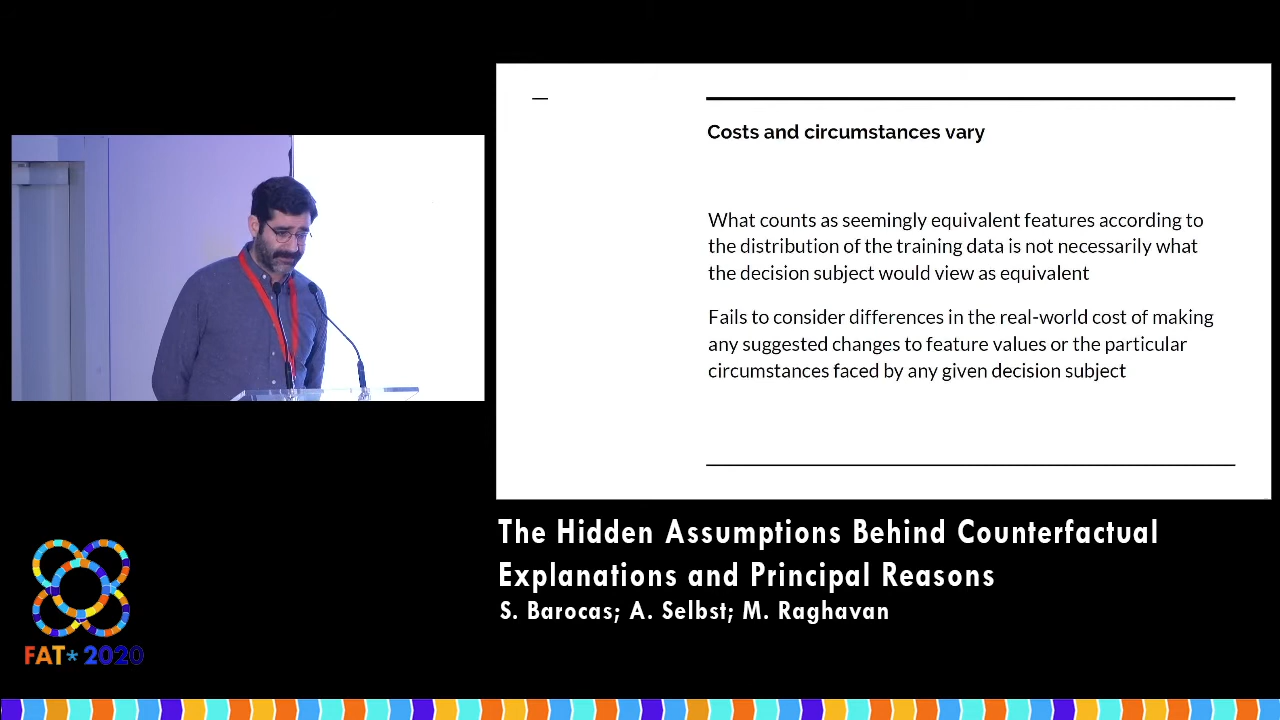 Costs and circumstances vary
What counts as seemingly equivalent features according to
the distribution of the training data is not necessarily what
the decision subject would view as equivalent
Fails to consider differences in the real-world cost of making
any suggested changes to feature values or the particular
circumstances faced by any given decision subject
The Hidden Assumptions Behind Counterfactual
Explanations and Principal Reasons
S. Barocas; A. Selbst; M. Raghavan
FAT* 2020